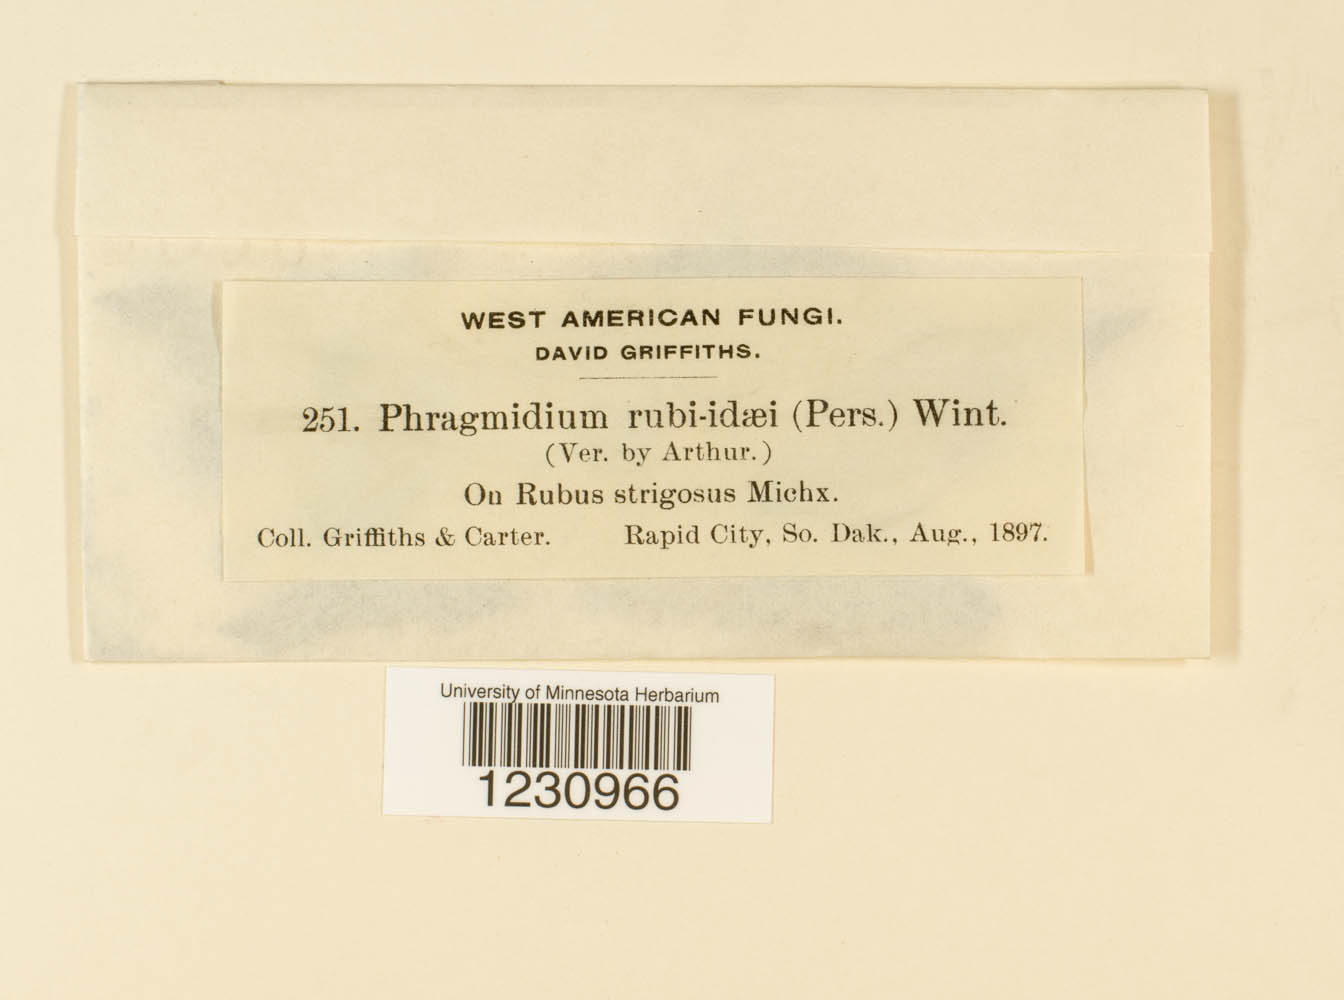 WEST AMERICAN FUNGI.
DAVID GRIFFITHS.
251. Phragmidium rubi-idæi (Pers.) Wint.
(Ver. by Arthur.)
On Rubus strigosus Michx.
Coll. Griffiths & Carter. Rapid City, So. Dak., Aug., 1897.
University of Minnesota Herbarium
1230966